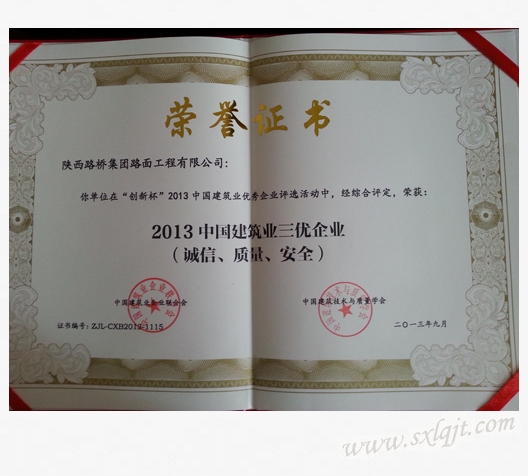 荣誉证书
陕西路桥集团路面工程有限公司：
你单位在“创新杯”2013中国建筑业优秀企业评选活动中，经综合评定，荣获：
2013中国建筑业三优企业
（诚信、质量、安全）
中国建筑业企业联合会
中国建筑技术与质量学会
证书编号：ZJL-CXB2013-1115
二〇一三年九月
www.sxlqjt.com